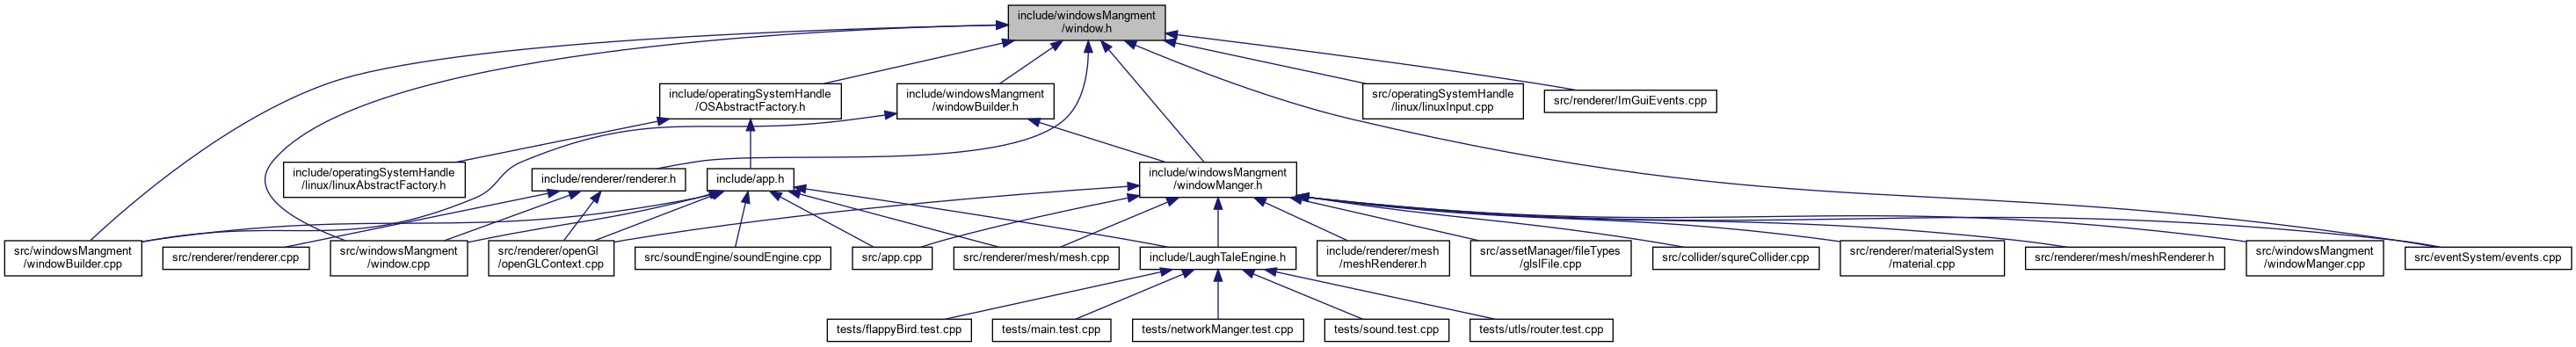 include/windowsMangment
/window.h
include/operatingSystemHandle
/OSAbstractFactory.h
include/windowsMangment
/windowBuilder.h
src/operatingSystemHandle
/linux/linuxInput.cpp
src/renderer/ImGuiEvents.cpp
include/operatingSystemHandle
/linux/linuxAbstractFactory.h
include/renderer/renderer.h
include/app.h
include/windowsMangment
/windowManger.h
src/windowsMangment
/windowBuilder.cpp
src/renderer/renderer.cpp
src/windowsMangment
/window.cpp
src/renderer/openGl
/openGLContext.cpp
src/soundEngine/soundEngine.cpp
src/app.cpp
src/renderer/mesh/mesh.cpp
include/LaughTaleEngine.h
include/renderer/mesh
/meshRenderer.h
src/assetManager/fileTypes
/glslFile.cpp
src/collider/squreCollider.cpp
src/renderer/materialSystem
/material.cpp
src/renderer/mesh/meshRenderer.h
src/windowsMangment
/windowManger.cpp
src/eventSystem/events.cpp
tests/flappyBird.test.cpp
tests/main.test.cpp
tests/networkManger.test.cpp
tests/sound.test.cpp
tests/utls/router.test.cpp